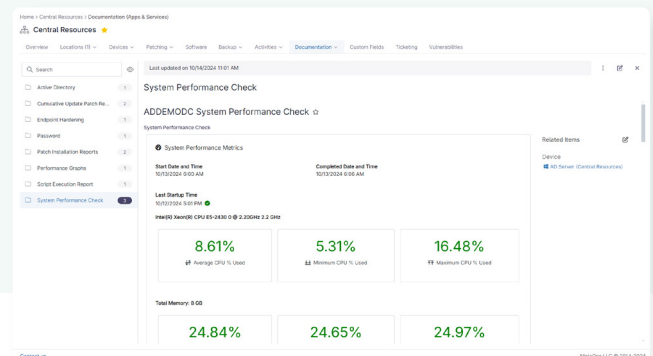 Home > Central Resources > Documentation (Apps & Services)
Central Resources
Overview Locations (1) Devices Patching Software Backup Activities Documentation Custom Fields Ticketing Vulnerabilities
Search
Last updated on 10/14/2024 11:01 AM
Active Directory 1
Cumulative Update Patch Re... 2
Endpoint Hardening 1
Password 1
Patch Installation Reports 2
Performance Graphs 1
Script Execution Report 1
System Performance Check 3
System Performance Check
ADDEMODC System Performance Check
System Performance Check
System Performance Metrics
Start Date and Time
10/13/2024 6:03 AM
Completed Date and Time
10/13/2024 6:06 AM
Last Startup Time
10/12/2024 5:01 PM
Intel(R) Xeon(R) CPU E5-2430 0 @ 2.20GHz 2.2 GHz
8.61%
Average CPU % Used
5.31%
Minimum CPU % Used
16.48%
Maximum CPU % Used
Total Memory: 8 GB
24.84%
24.65%
24.97%
Related Items
Device
AD Server (Central Resources)